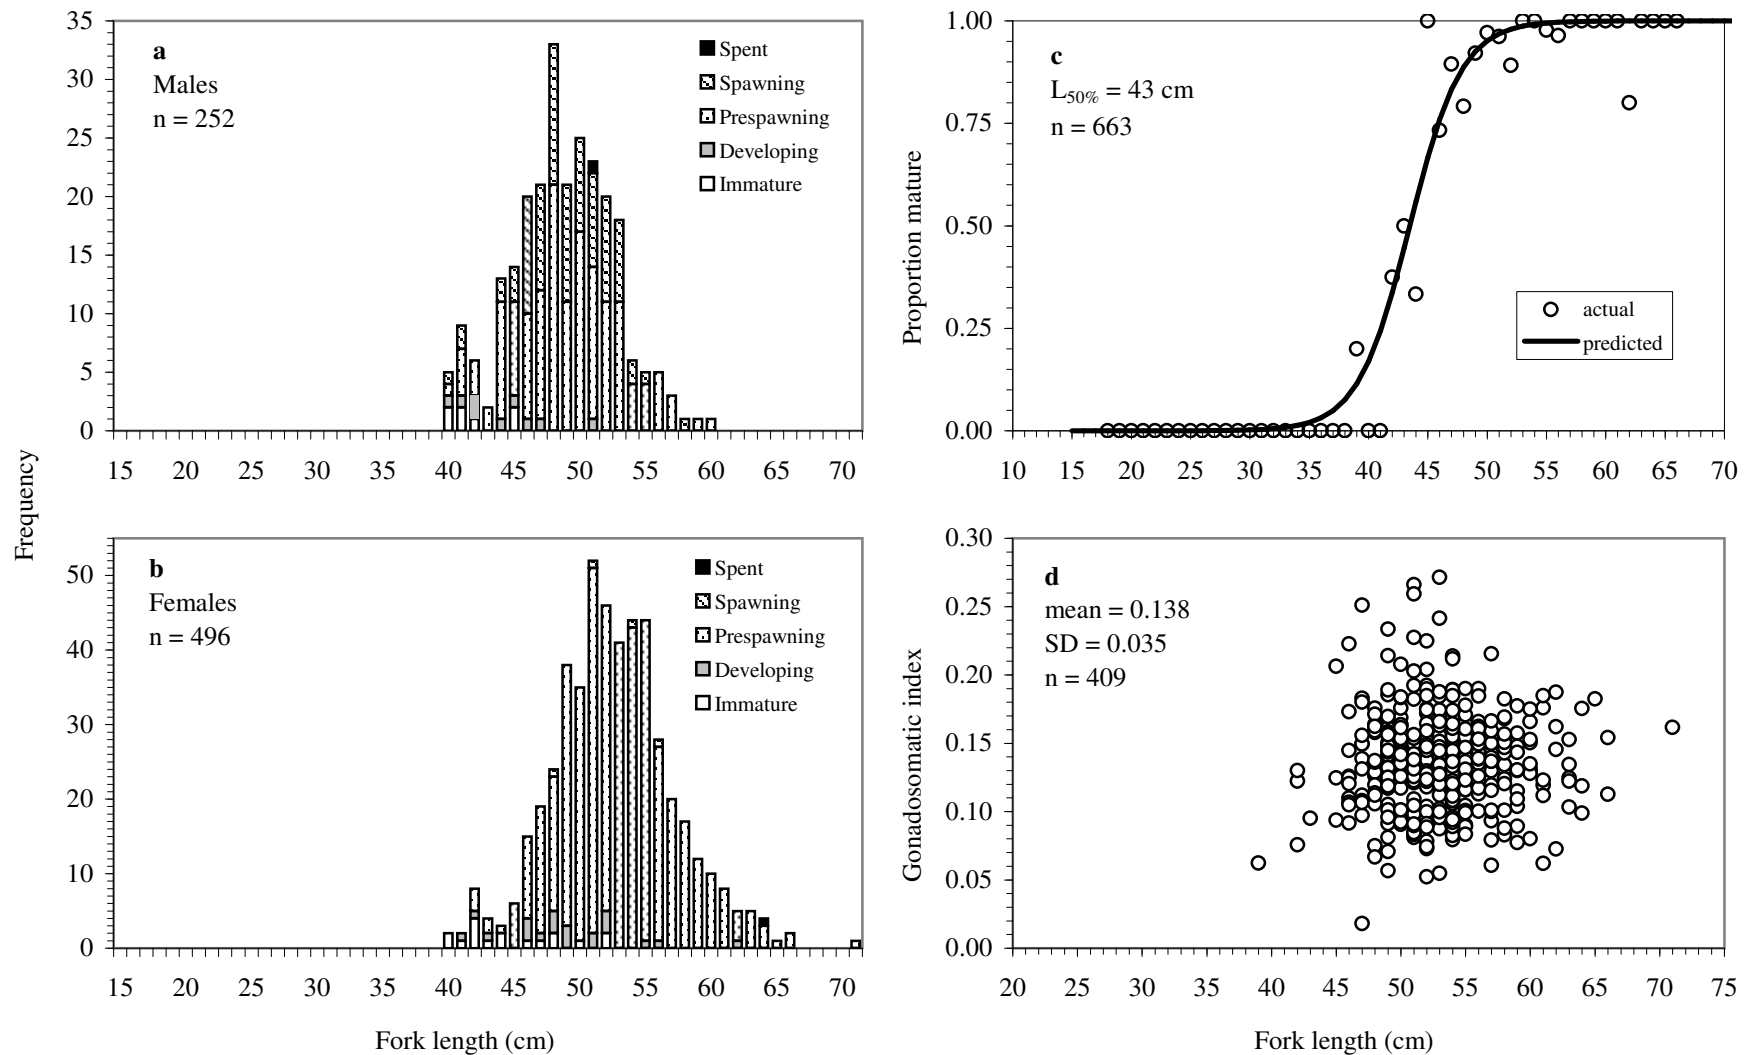 Frequency
35
30
25
20
15
10
5
0
a
Males
n = 252
Spent
Spawning
Prespawning
Developing
Immature
15 20 25 30 35 40 45 50 55 60 65 70
50
40
30
20
10
0
b
Females
n = 496
Spent
Spawning
Prespawning
Developing
Immature
15 20 25 30 35 40 45 50 55 60 65 70
Fork length (cm)
Proportion mature
1.00
0.75
0.50
0.25
0.00
c
L50% = 43 cm
n = 663
actual
predicted
10 15 20 25 30 35 40 45 50 55 60 65 70
Gonadosomatic index
0.30
0.25
0.20
0.15
0.10
0.05
0.00
d
mean = 0.138
SD = 0.035
n = 409
20 25 30 35 40 45 50 55 60 65 70 75
Fork length (cm)